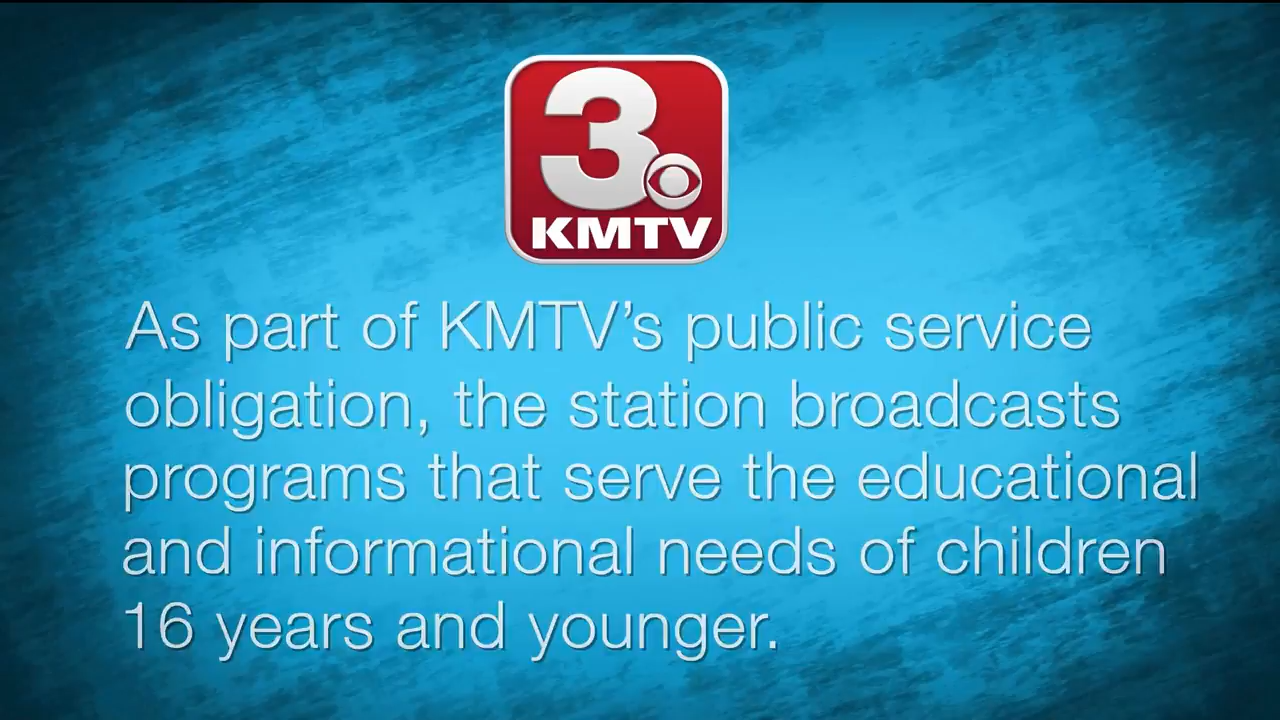 3
KMTV
As part of KMTV’s public service
obligation, the station broadcasts
programs that serve the educational
and informational needs of children
16 years and younger.